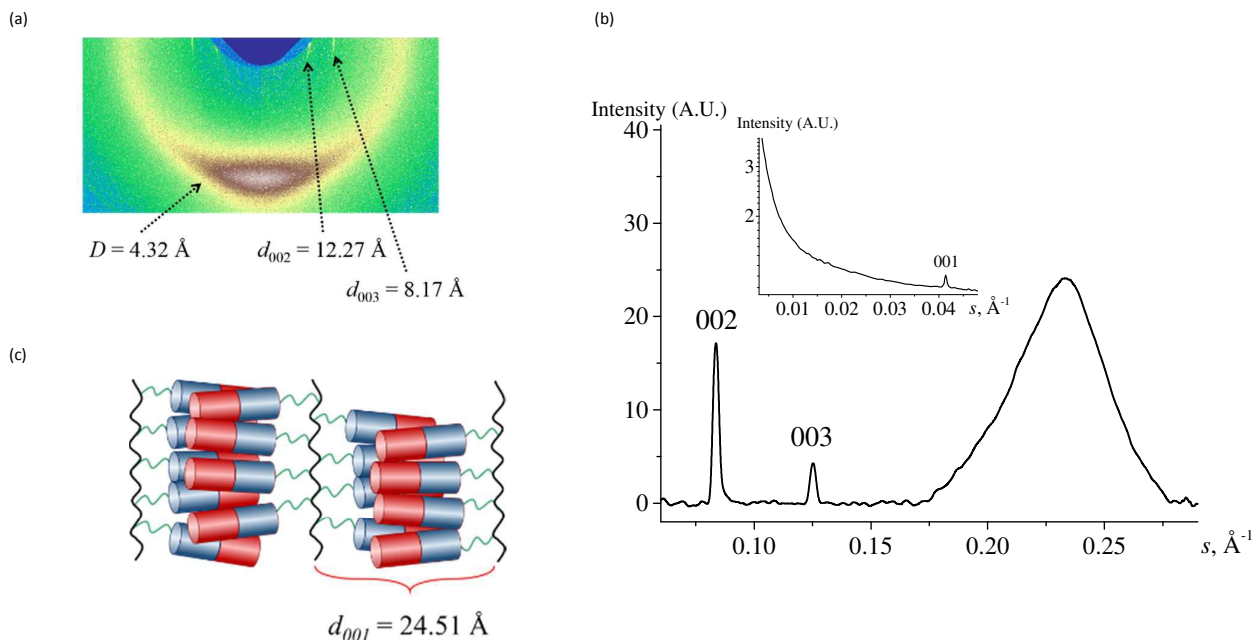 (a)
D = 4.32 Å
d002 = 12.27 Å
d003 = 8.17 Å
(b)
Intensity (A.U.)
40
30
20
10
0
0.10
0.15
0.20
0.25
s, Å-1
002
003
Intensity (A.U.)
3
2
0.01
0.02
0.03
0.04
s, Å-1
001
(c)
d001 = 24.51 Å